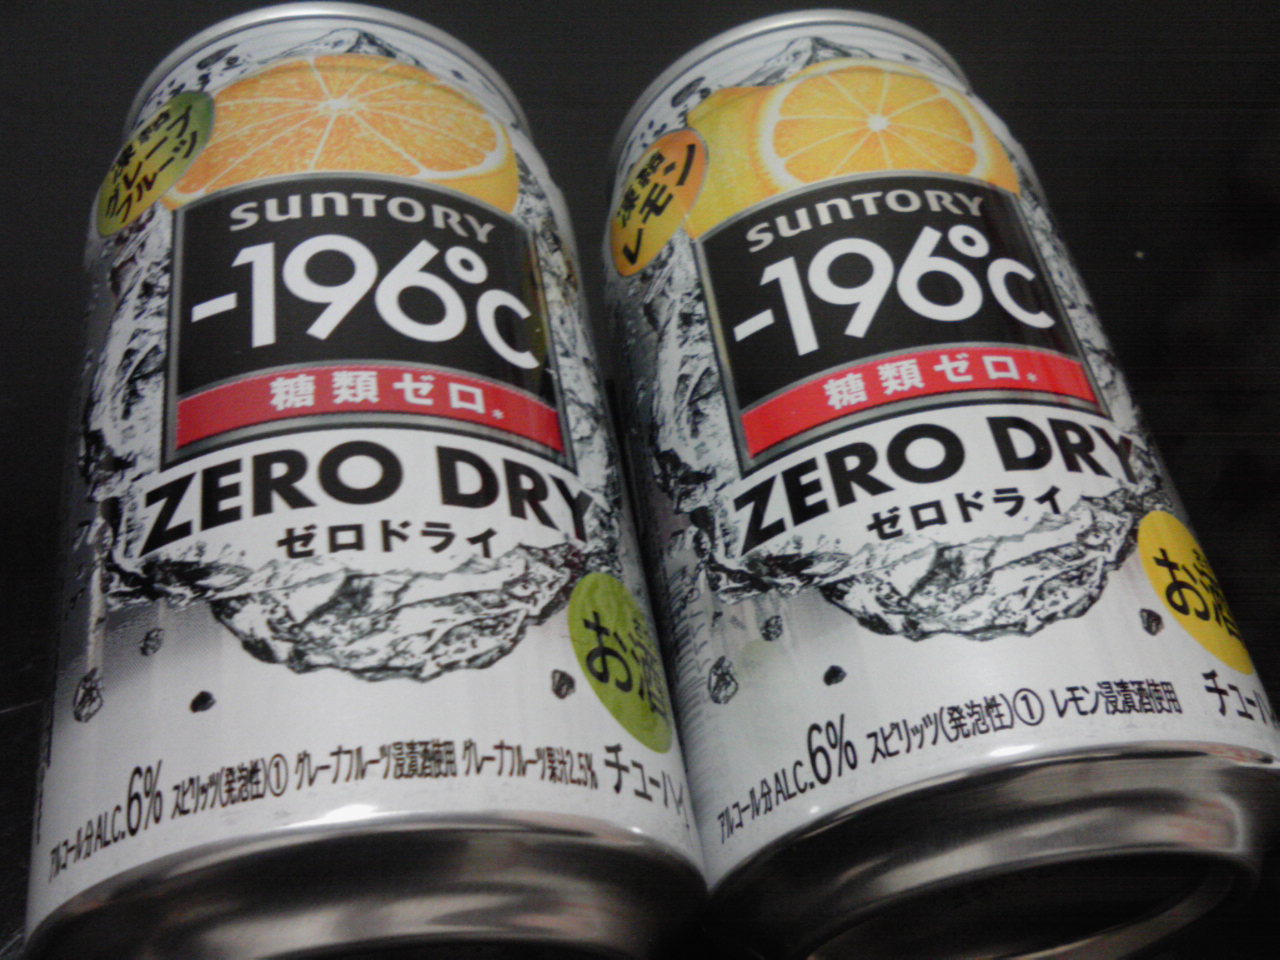 凍結
グレープ
フルーツ
SUNTORY
-196℃
糖類ゼロ*
ZERO DRY
ゼロドライ
お酒
アルコール分ALC.6% スピリッツ(発泡性)① グレープフルーツ浸漬酒使用 グレープフルーツ果汁2.5%
チューハイ
凍結
レモン
SUNTORY
-196℃
糖類ゼロ*
ZERO DRY
ゼロドライ
お酒
アルコール分ALC.6% スピリッツ(発泡性)① レモン浸漬酒使用
チュー